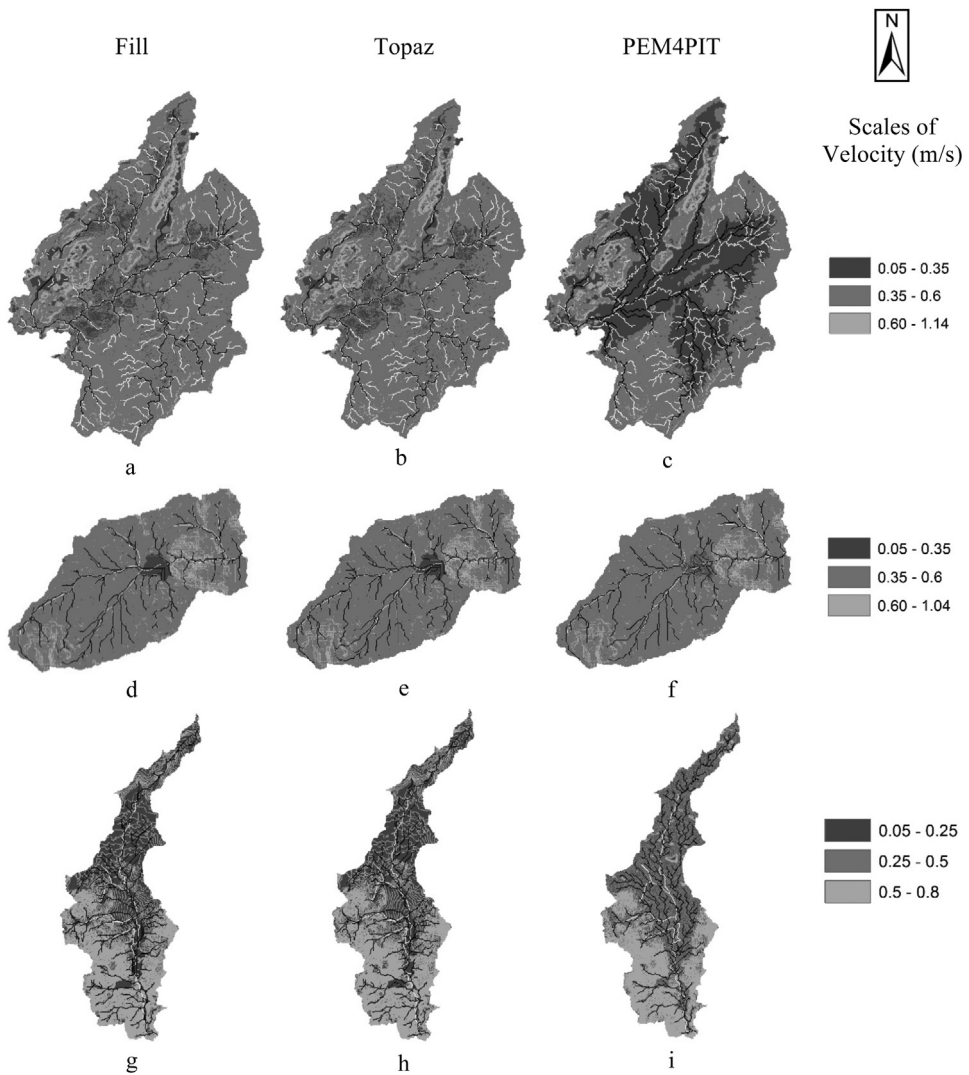 Fill
Topaz
PEM4PIT
N
Scales of
Velocity (m/s)
0.05 - 0.35
0.35 - 0.6
0.60 - 1.14
a
b
c
0.05 - 0.35
0.35 - 0.6
0.60 - 1.04
d
e
f
0.05 - 0.25
0.25 - 0.5
0.5 - 0.8
g
h
i